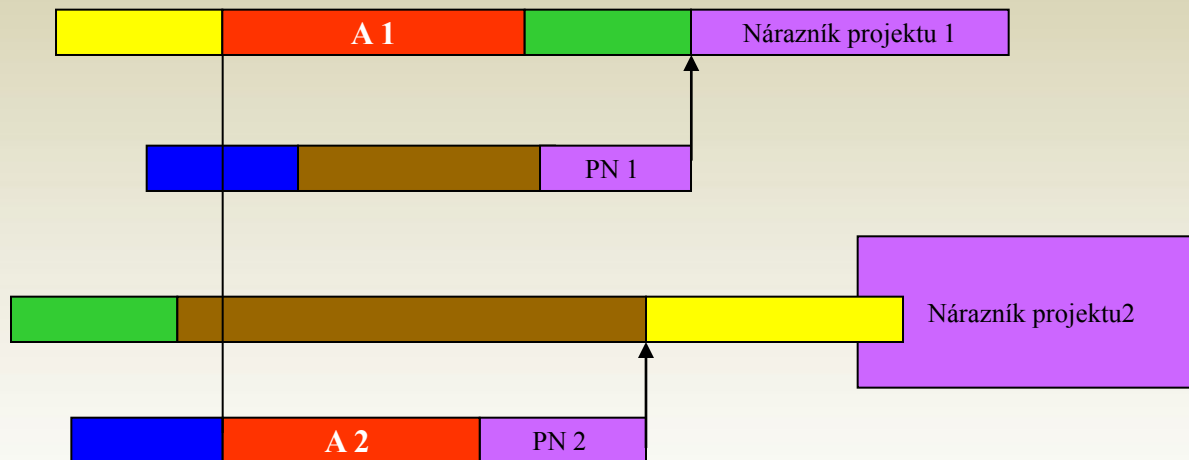 A 1
Nárazník projektu 1
PN 1
Nárazník projektu2
A 2
PN 2